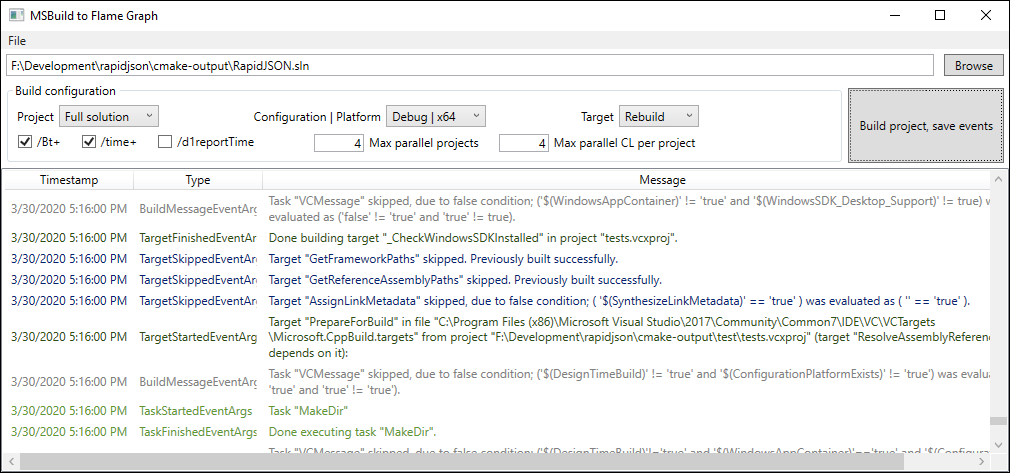 MSBuild to Flame Graph
File
F:\Development\rapidjson\cmake-output\RapidJSON.sln
Browse
Build configuration
Project Full solution Configuration | Platform Debug | x64 Target Rebuild
/Bt+ /time+ /d1reportTime 4 Max parallel projects 4 Max parallel CL per project
Build project, save events
Timestamp Type Message
3/30/2020 5:16:00 PM BuildMessageEventArg Task "VCMessage" skipped, due to false condition; ('$(WindowsAppContainer)' != 'true' and '$(WindowsSDK_Desktop_Support)' != true) w
evaluated as ('false' != 'true' and 'true' != true).
3/30/2020 5:16:00 PM TargetFinishedEventAr Done building target "_CheckWindowsSDKInstalled" in project "tests.vcxproj".
3/30/2020 5:16:00 PM TargetSkippedEventAr Target "GetFrameworkPaths" skipped. Previously built successfully.
3/30/2020 5:16:00 PM TargetSkippedEventAr Target "GetReferenceAssemblyPaths" skipped. Previously built successfully.
3/30/2020 5:16:00 PM TargetSkippedEventAr Target "AssignLinkMetadata" skipped, due to false condition; ( '$(SynthesizeLinkMetadata)' == 'true' ) was evaluated as ( '' == 'true' ).
Target "PrepareForBuild" in file "C:\Program Files (x86)\Microsoft Visual Studio\2017\Community\Common7\IDE\VC\VCTargets
3/30/2020 5:16:00 PM TargetStartedEventArg \Microsoft.CppBuild.targets" from project "F:\Development\rapidjson\cmake-output\test\tests.vcxproj" (target "ResolveAssemblyReference
depends on it):
3/30/2020 5:16:00 PM BuildMessageEventArg Task "VCMessage" skipped, due to false condition; ('$(DesignTimeBuild)' != 'true' and '$(ConfigurationPlatformExists)' != 'true') was evalua
'true' and 'true' != 'true').
3/30/2020 5:16:00 PM TaskStartedEventArgs Task "MakeDir"
3/30/2020 5:16:00 PM TaskFinishedEventArgs Done executing task "MakeDir".
Task "VCMessage" skipped, due to false condition; ('$(DesignTimeBuild)'!='true' and '$(WindowsAppContainer)'=='true' and '$(Configura